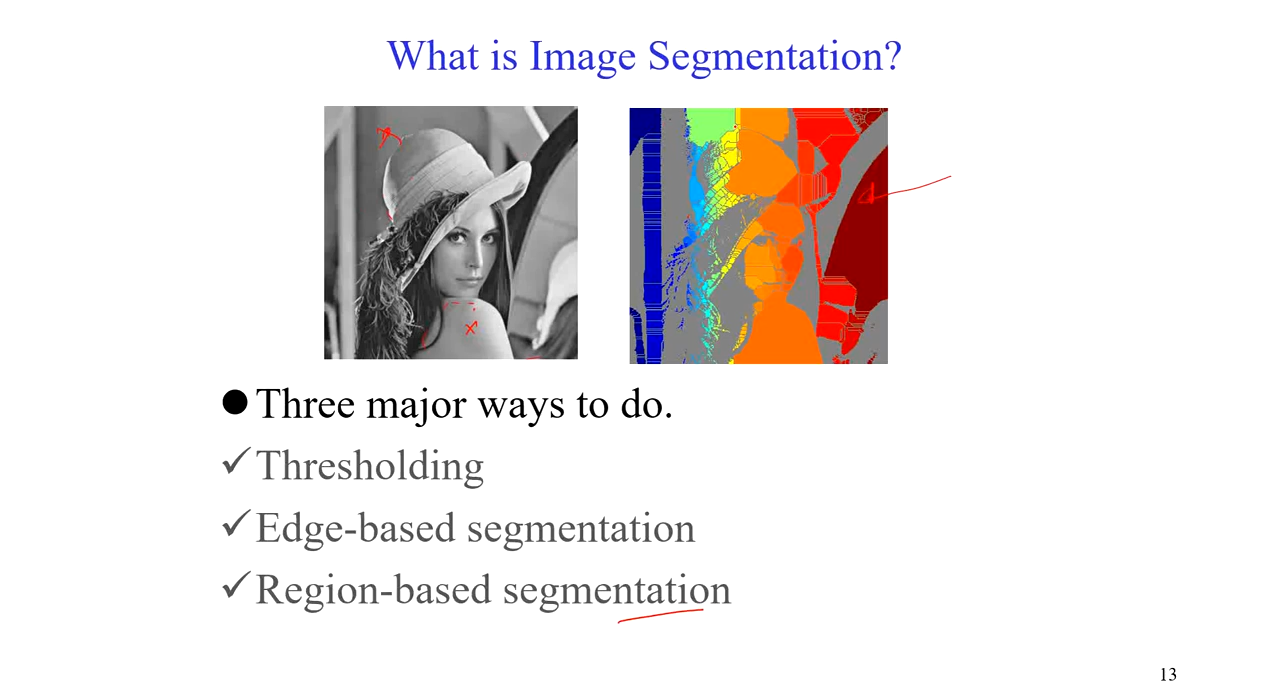 What is Image Segmentation?
● Three major ways to do.
✓ Thresholding
✓ Edge-based segmentation
✓ Region-based segmentation
13